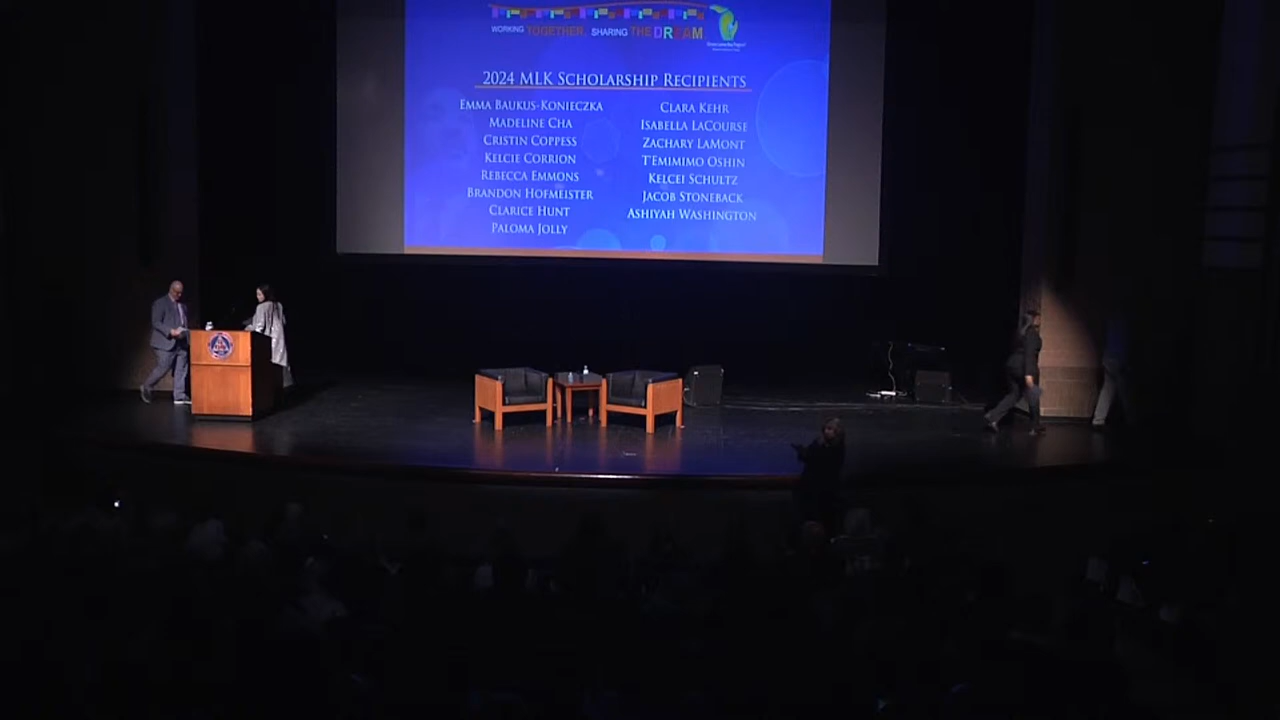 WORKING TOGETHER. SHARING THE DREAM.
2024 MLK SCHOLARSHIP RECIPIENTS
EMMA BAUKUS-KONIECZKA
MADELINE CHA
CRISTIN COPPESS
KELCIE CORRION
REBECCA EMMONS
BRANDON HOFMEISTER
CLARICE HUNT
PALOMA JOLLY
CLARA KEHR
ISABELLA LACOURSE
ZACHARY LAMONT
T'EMIMIMO OSHIN
KELCEI SCHULTZ
JACOB STONEBACK
ASHIYAH WASHINGTON